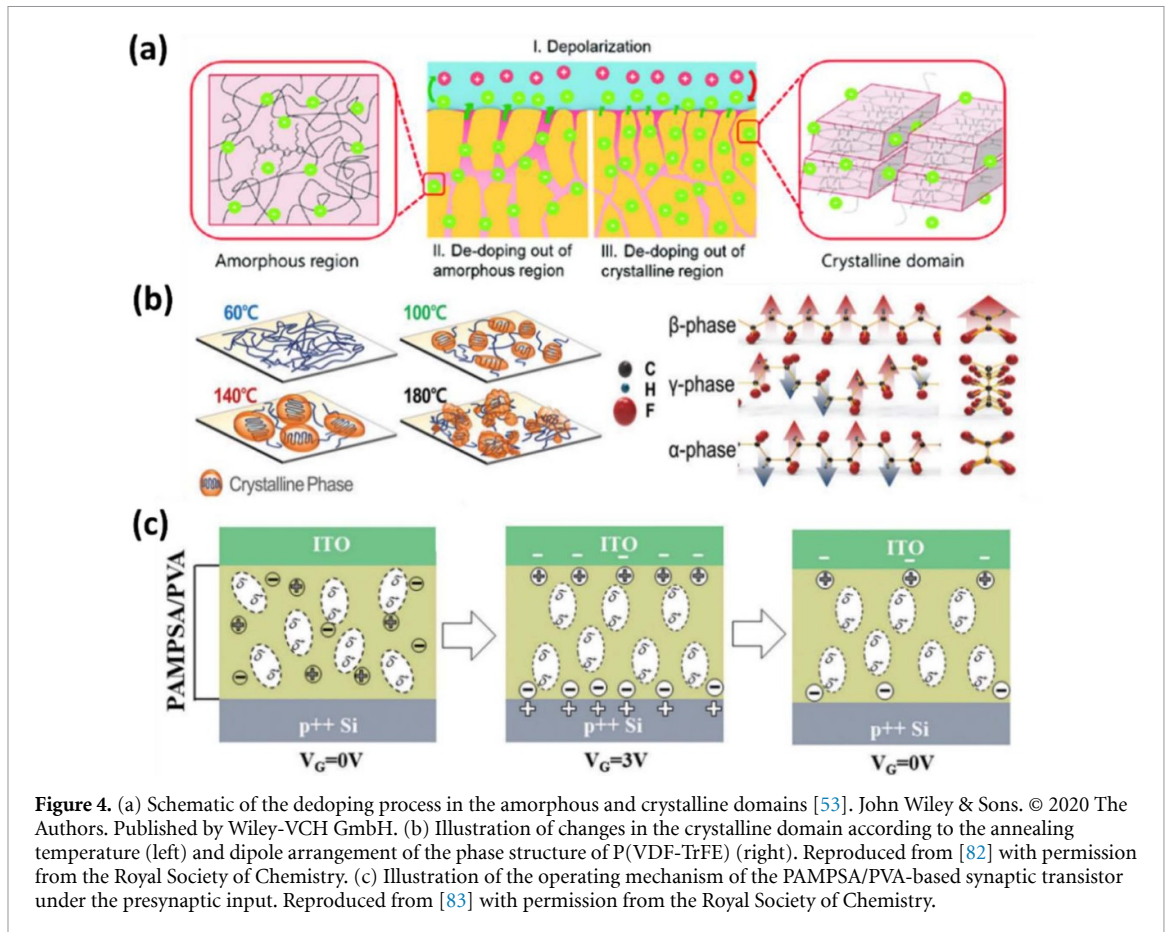 (a)
I. Depolarization
Amorphous region
II. De-doping out of
amorphous region
III. De-doping out of
crystalline region
Crystalline domain
(b)
60℃
100℃
140℃
180℃
Crystalline Phase
C
H
F
β-phase
γ-phase
α-phase
(c)
PAMPSA/PVA
ITO
p++ Si
V_G=0V
ITO
p++ Si
V_G=3V
ITO
p++ Si
V_G=0V
Figure 4. (a) Schematic of the dedoping process in the amorphous and crystalline domains [53]. John Wiley & Sons. © 2020 The
Authors. Published by Wiley-VCH GmbH. (b) Illustration of changes in the crystalline domain according to the annealing
temperature (left) and dipole arrangement of the phase structure of P(VDF-TrFE) (right). Reproduced from [82] with permission
from the Royal Society of Chemistry. (c) Illustration of the operating mechanism of the PAMPSA/PVA-based synaptic transistor
under the presynaptic input. Reproduced from [83] with permission from the Royal Society of Chemistry.